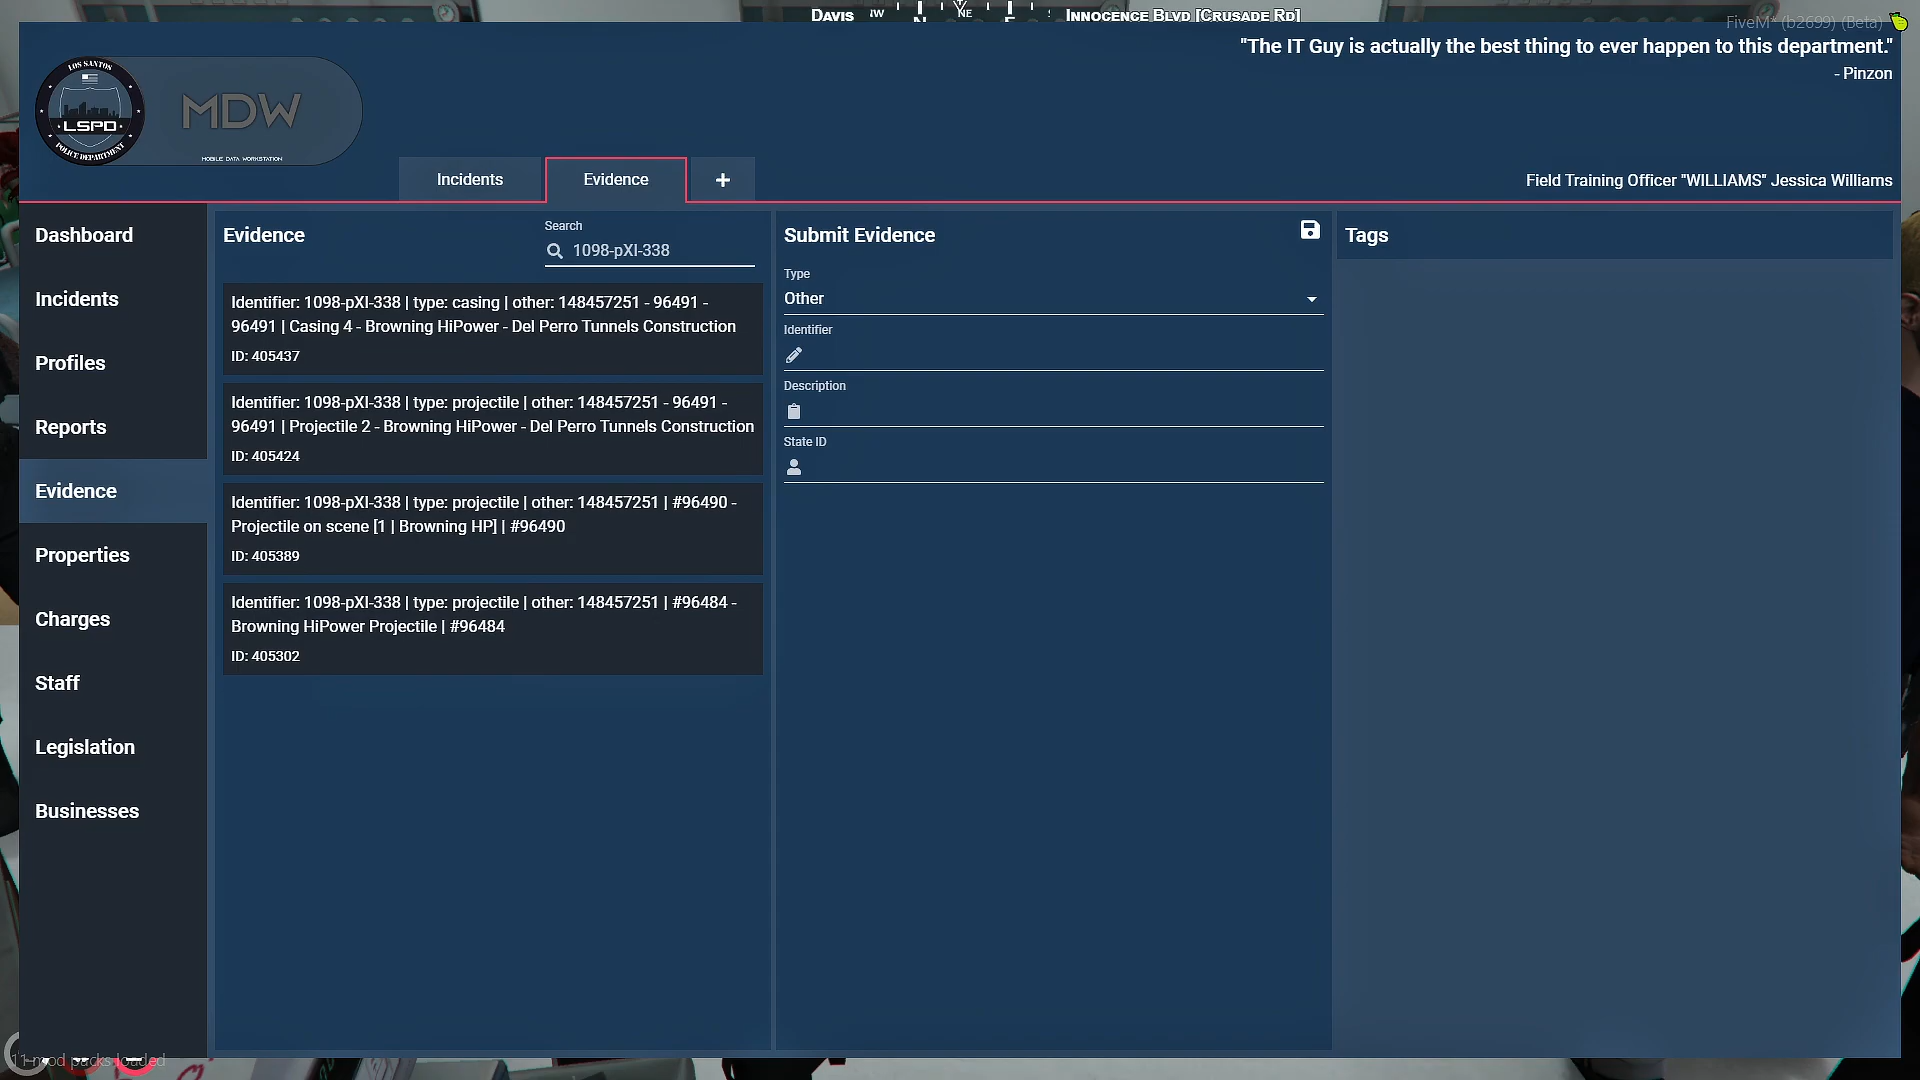 DAVIS
NW
N
NE
E
INNOCENCE BLVD [CRUSADE RD]
FiveM* (b2699) (Beta)
"The IT Guy is actually the best thing to ever happen to this department."
- Pinzon
LOS SANTOS
LSPD
POLICE DEPARTMENT
MDW
MOBILE DATA WORKSTATION
Incidents
Evidence
+
Field Training Officer "WILLIAMS" Jessica Williams
Dashboard
Incidents
Profiles
Reports
Evidence
Properties
Charges
Staff
Legislation
Businesses
Evidence
Search
1098-pXI-338
Identifier: 1098-pXI-338 | type: casing | other: 148457251 - 96491 -
96491 | Casing 4 - Browning HiPower - Del Perro Tunnels Construction
ID: 405437
Identifier: 1098-pXI-338 | type: projectile | other: 148457251 - 96491 -
96491 | Projectile 2 - Browning HiPower - Del Perro Tunnels Construction
ID: 405424
Identifier: 1098-pXI-338 | type: projectile | other: 148457251 | #96490 -
Projectile on scene [1 | Browning HP] | #96490
ID: 405389
Identifier: 1098-pXI-338 | type: projectile | other: 148457251 | #96484 -
Browning HiPower Projectile | #96484
ID: 405302
Submit Evidence
Type
Other
Identifier
Description
State ID
Tags
11 mod packs loaded